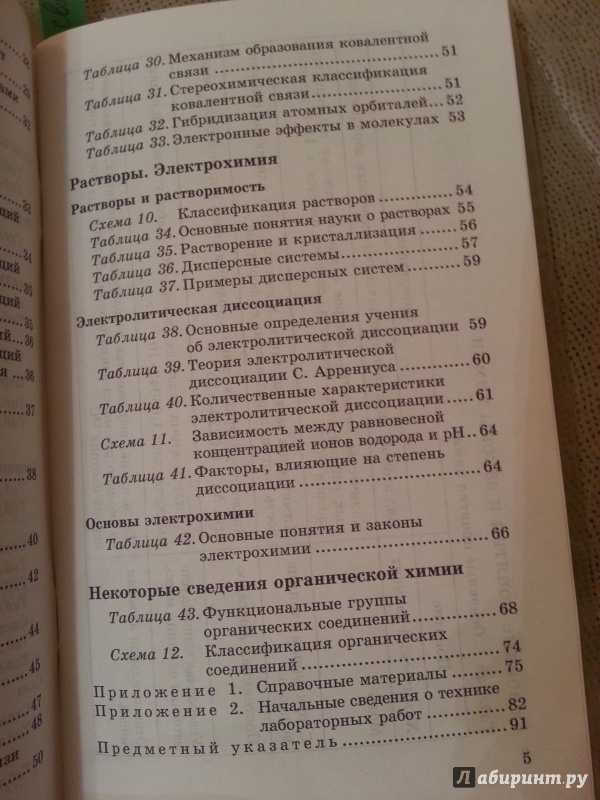 Таблица 30. Механизм образования ковалентной
связи ........................ 51
Таблица 31. Стереохимическая классификация
ковалентной связи ............... 51
Таблица 32. Гибридизация атомных орбиталей .. 52
Таблица 33. Электронные эффекты в молекулах 53
Растворы. Электрохимия
Растворы и растворимость
Схема 10. Классификация растворов ......... 54
Таблица 34. Основные понятия науки о растворах 55
Таблица 35. Растворение и кристаллизация .... 56
Таблица 36. Дисперсные системы ............ 57
Таблица 37. Примеры дисперсных систем ...... 59
Электролитическая диссоциация
Таблица 38. Основные определения учения
об электролитической диссоциации 59
Таблица 39. Теория электролитической
диссоциации С. Аррениуса ........ 60
Таблица 40. Количественные характеристики
электролитической диссоциации ... 61
Схема 11. Зависимость между равновесной
концентрацией ионов водорода и pH 64
Таблица 41. Факторы, влияющие на степень
диссоциации .................... 64
Основы электрохимии
Таблица 42. Основные понятия и законы
электрохимии ................... 66
Некоторые сведения органической химии
Таблица 43. Функциональные группы
органических соединений ......... 68
Схема 12. Классификация органических
соединений ..................... 74
Приложение 1. Справочные материалы ........ 75
Приложение 2. Начальные сведения о технике
лабораторных работ ........ 82
Предметный указатель ..................... 91
5
Лабиринт.ру